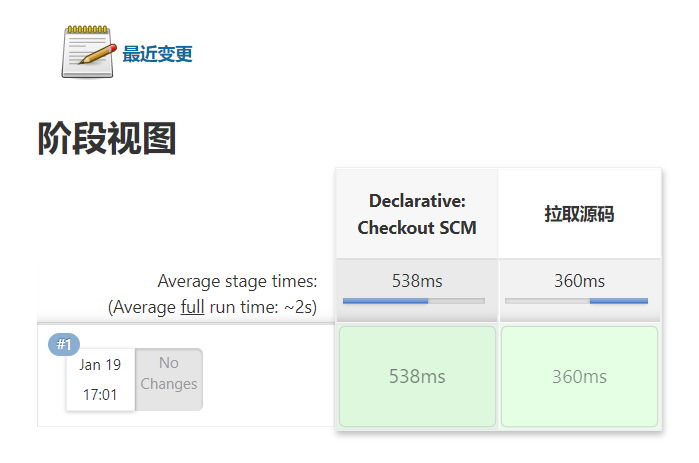 最近变更
阶段视图
Declarative:
Checkout SCM
拉取源码
Average stage times:
(Average full run time: ~2s)
538ms
360ms
#1
Jan 19
17:01
No
Changes
538ms
360ms